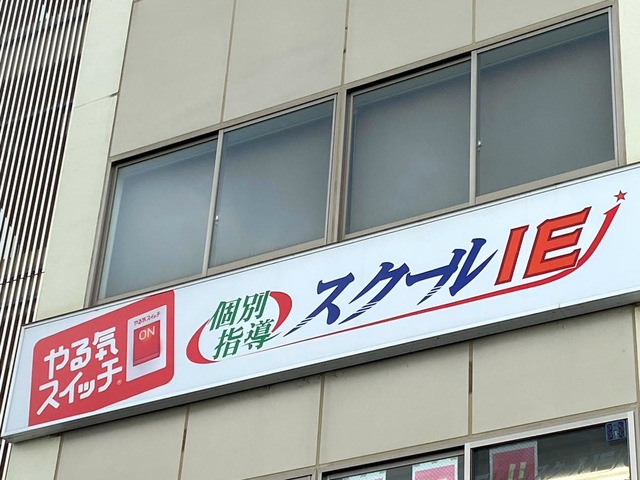 やる気
スイッチ®
やる気スイッチ
ON
個別
指導
スクールIE